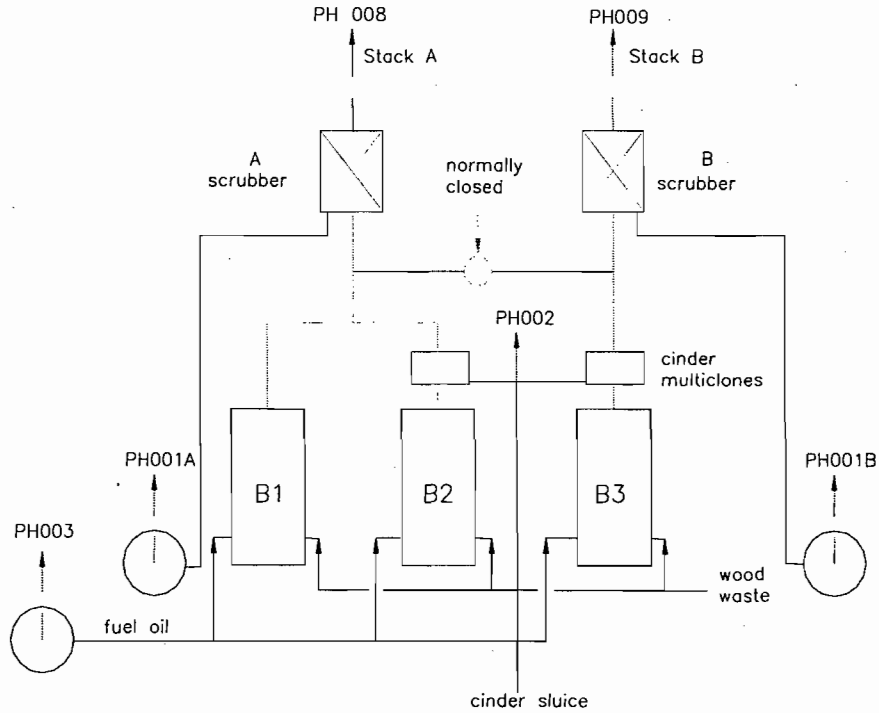 PH 008
PH009
Stack A
Stack B
A
scrubber
normally
closed
B
scrubber
PH002
cinder
multiclones
PH001A
B1
B2
B3
PH001B
PH003
wood
waste
fuel oil
cinder sluice